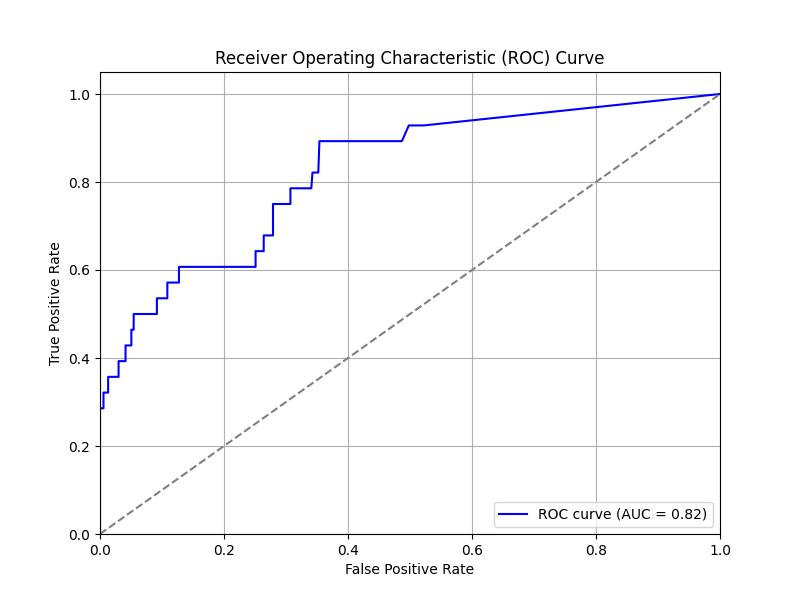 Receiver Operating Characteristic (ROC) Curve
1.0
0.8
0.6
0.4
0.2
0.0
True Positive Rate
ROC curve (AUC = 0.82)
0.0 0.2 0.4 0.6 0.8 1.0
False Positive Rate